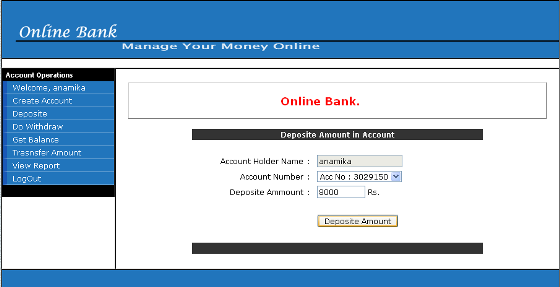 Online Bank
Manage Your Money Online
Account Operations
Welcome, anamika
Create Account
Deposite
Do Withdraw
Get Balance
Trasnsfer Amount
View Report
LogOut
Online Bank.
Deposite Amount in Account
Account Holder Name : anamika
Account Number : Acc No : 3029150
Deposite Ammount : 8000 Rs.
Deposite Amount